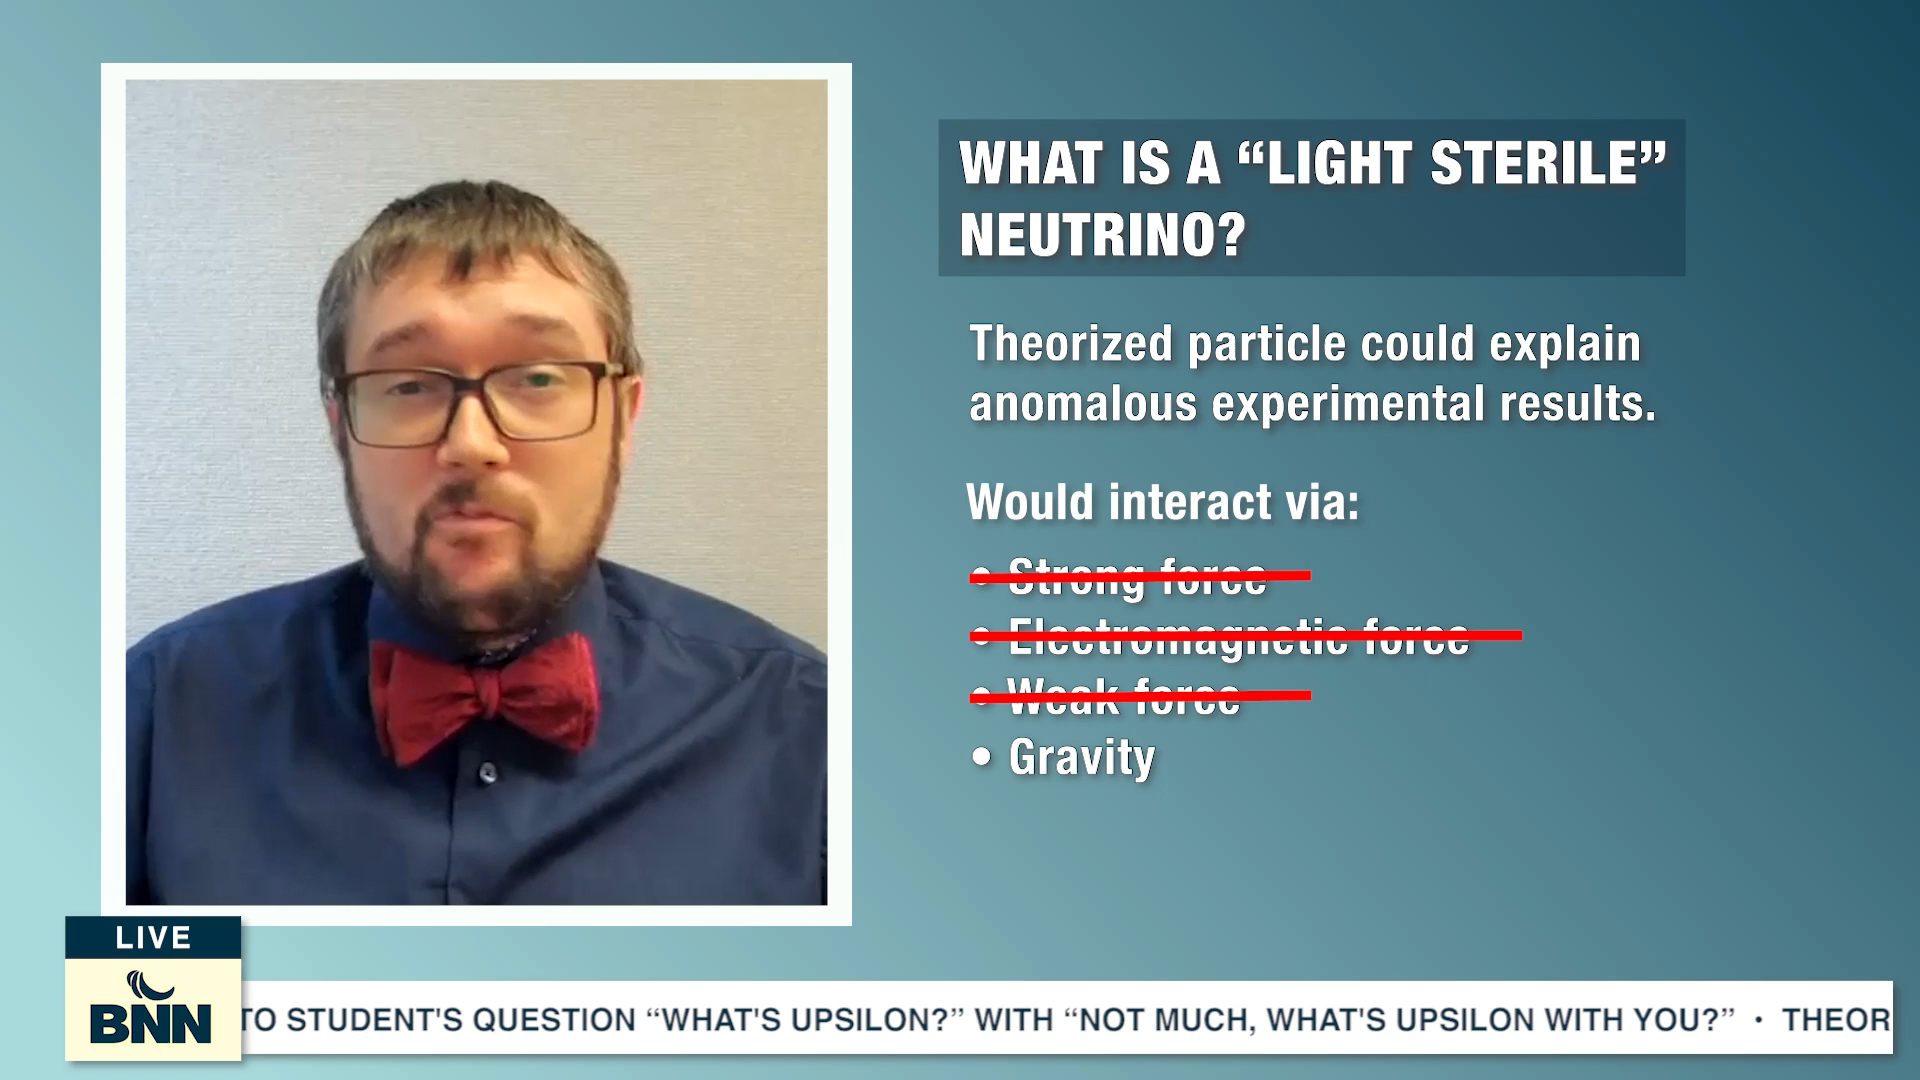 WHAT IS A “LIGHT STERILE”
NEUTRINO?
Theorized particle could explain
anomalous experimental results.
Would interact via:
• Strong force
• Electromagnetic force
• Weak force
• Gravity
LIVE
BNN
TO STUDENT'S QUESTION “WHAT'S UPSILON?” WITH “NOT MUCH, WHAT'S UPSILON WITH YOU?” • THEOR